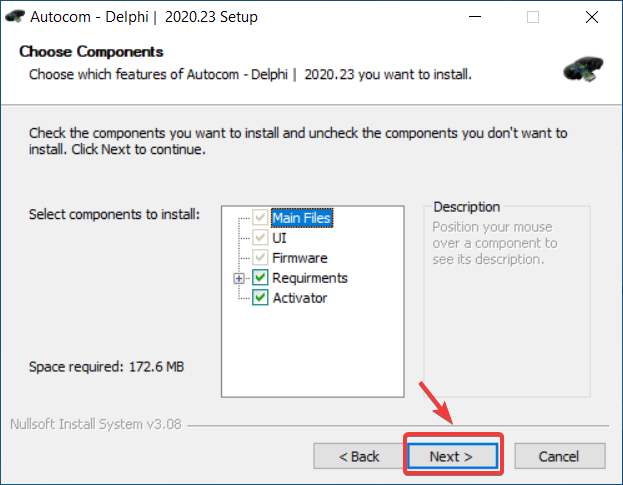 Autocom - Delphi | 2020.23 Setup
Choose Components
Choose which features of Autocom - Delphi | 2020.23 you want to install.
Check the components you want to install and uncheck the components you don't want to
install. Click Next to continue.
Select components to install:
Main Files
UI
Firmware
Requirments
Activator
Description
Position your mouse
over a component to
see its description.
Space required: 172.6 MB
Nullsoft Install System v3.08
< Back
Next >
Cancel